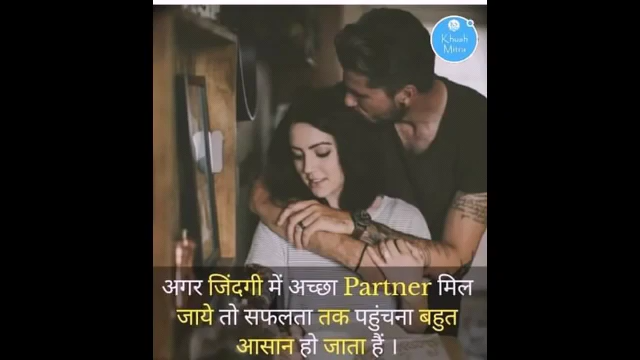 Khush
Mitra
अगर जिंदगी में अच्छा Partner मिल
जाये तो सफलता तक पहुंचना बहुत
आसान हो जाता हैं ।